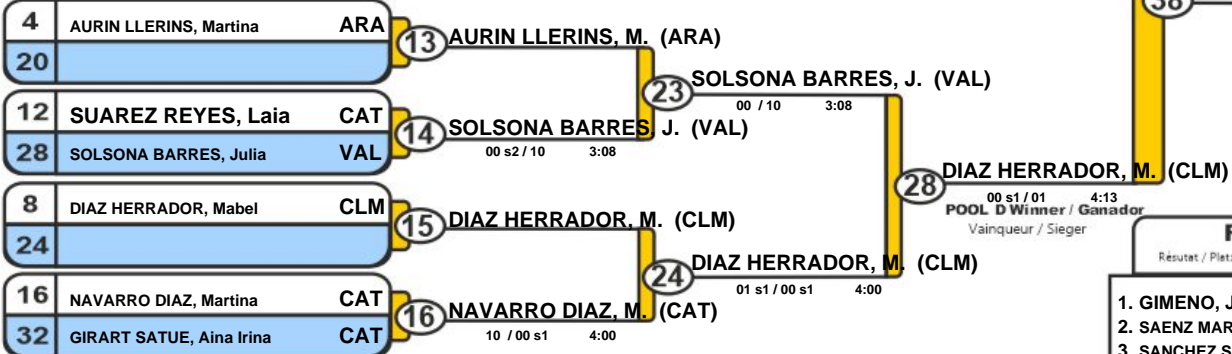 38
4 AURIN LLERINS, Martina ARA
20
13 AURIN LLERINS, M. (ARA)
12 SUAREZ REYES, Laia CAT
28 SOLSONA BARRES, Julia VAL
14 SOLSONA BARRES, J. (VAL)
00 s2 / 10 3:08
23 SOLSONA BARRES, J. (VAL)
00 / 10 3:08
8 DIAZ HERRADOR, Mabel CLM
24
15 DIAZ HERRADOR, M. (CLM)
16 NAVARRO DIAZ, Martina CAT
32 GIRART SATUE, Aina Irina CAT
16 NAVARRO DIAZ, M. (CAT)
10 / 00 s1 4:00
24 DIAZ HERRADOR, M. (CLM)
01 s1 / 00 s1 4:00
28 DIAZ HERRADOR, M. (CLM)
00 s1 / 01 4:13
POOL D Winner / Ganador
Vainqueur / Sieger
Résutat / Platz
1. GIMENO, J
2. SAENZ MAR
3. SANCHEZ S